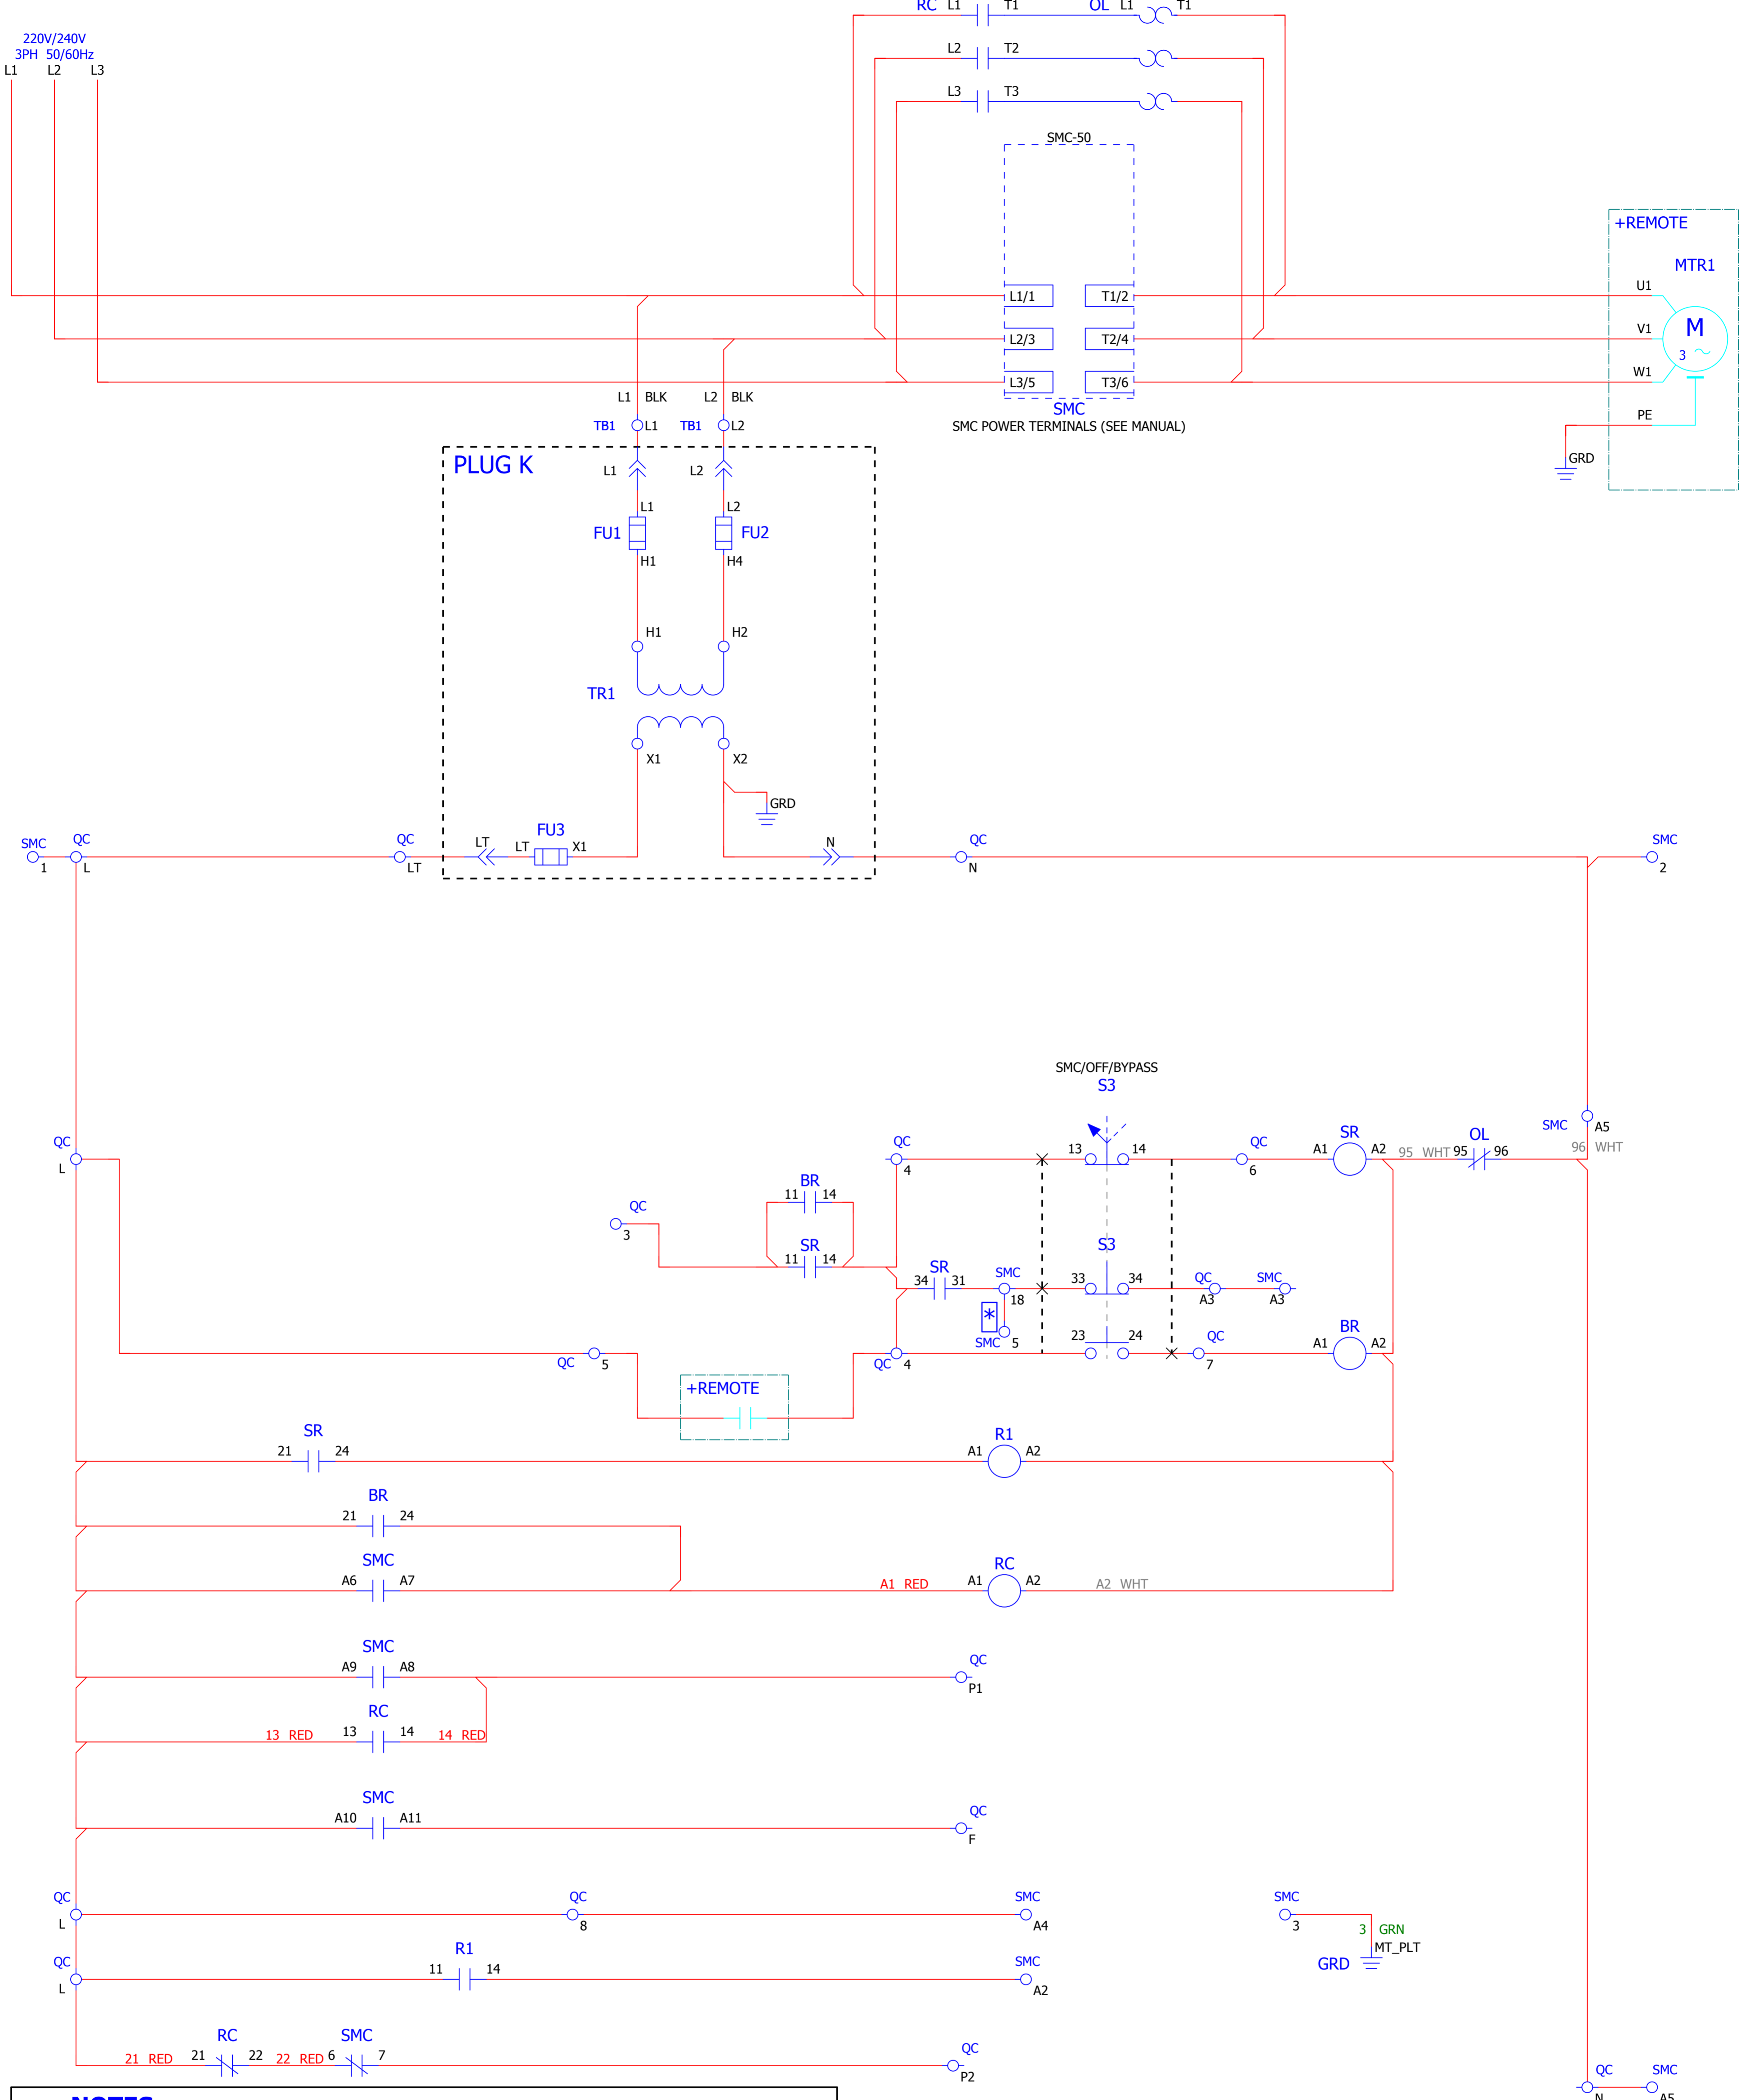 RC L1 T1 OL L1 T1
220V/240V
3PH 50/60Hz
L1 L2 L3
L2 T2
L3 T3
SMC-50
+REMOTE
MTR1
L1/1 T1/2 U1
L2/3 T2/4 V1
M
3
L3/5 T3/6 W1
L1 BLK L2 BLK
SMC
PE
TB1 L1 TB1 L2
SMC POWER TERMINALS (SEE MANUAL)
GRD
PLUG K
L1 L2
L1 L2
FU1 FU2
H1 H4
H1 H2
TR1
X1 X2
GRD
SMC QC QC FU3 QC SMC
LT LT X1 N
1 L LT N 2
SMC/OFF/BYPASS
S3
SMC A5
QC QC 13 14 QC SR OL
A1 A2 95 WHT 95 96 96 WHT
L 4 6
BR
11 14
QC
3
SR S3
11 14
SR SMC QC SMC
34 31 33 34
18 A3 A3
*
SMC 5
23 24 QC BR
A1 A2
QC 5 QC 4 7
+REMOTE
SR R1
21 24 A1 A2
BR
21 24
SMC RC
A6 A7 A1 RED A1 A2 A2 WHT
SMC QC
A9 A8
P1
RC
13 RED 13 14 14 RED
SMC QC
A10 A11
F
QC QC SMC SMC
L 8 A4 3
3 GRN
MT_PLT
GRD
QC R1 SMC
11 14
L A2
RC SMC QC
21 RED 21 22 22 RED 6 7
P2
QC SMC
NOTES
N A5